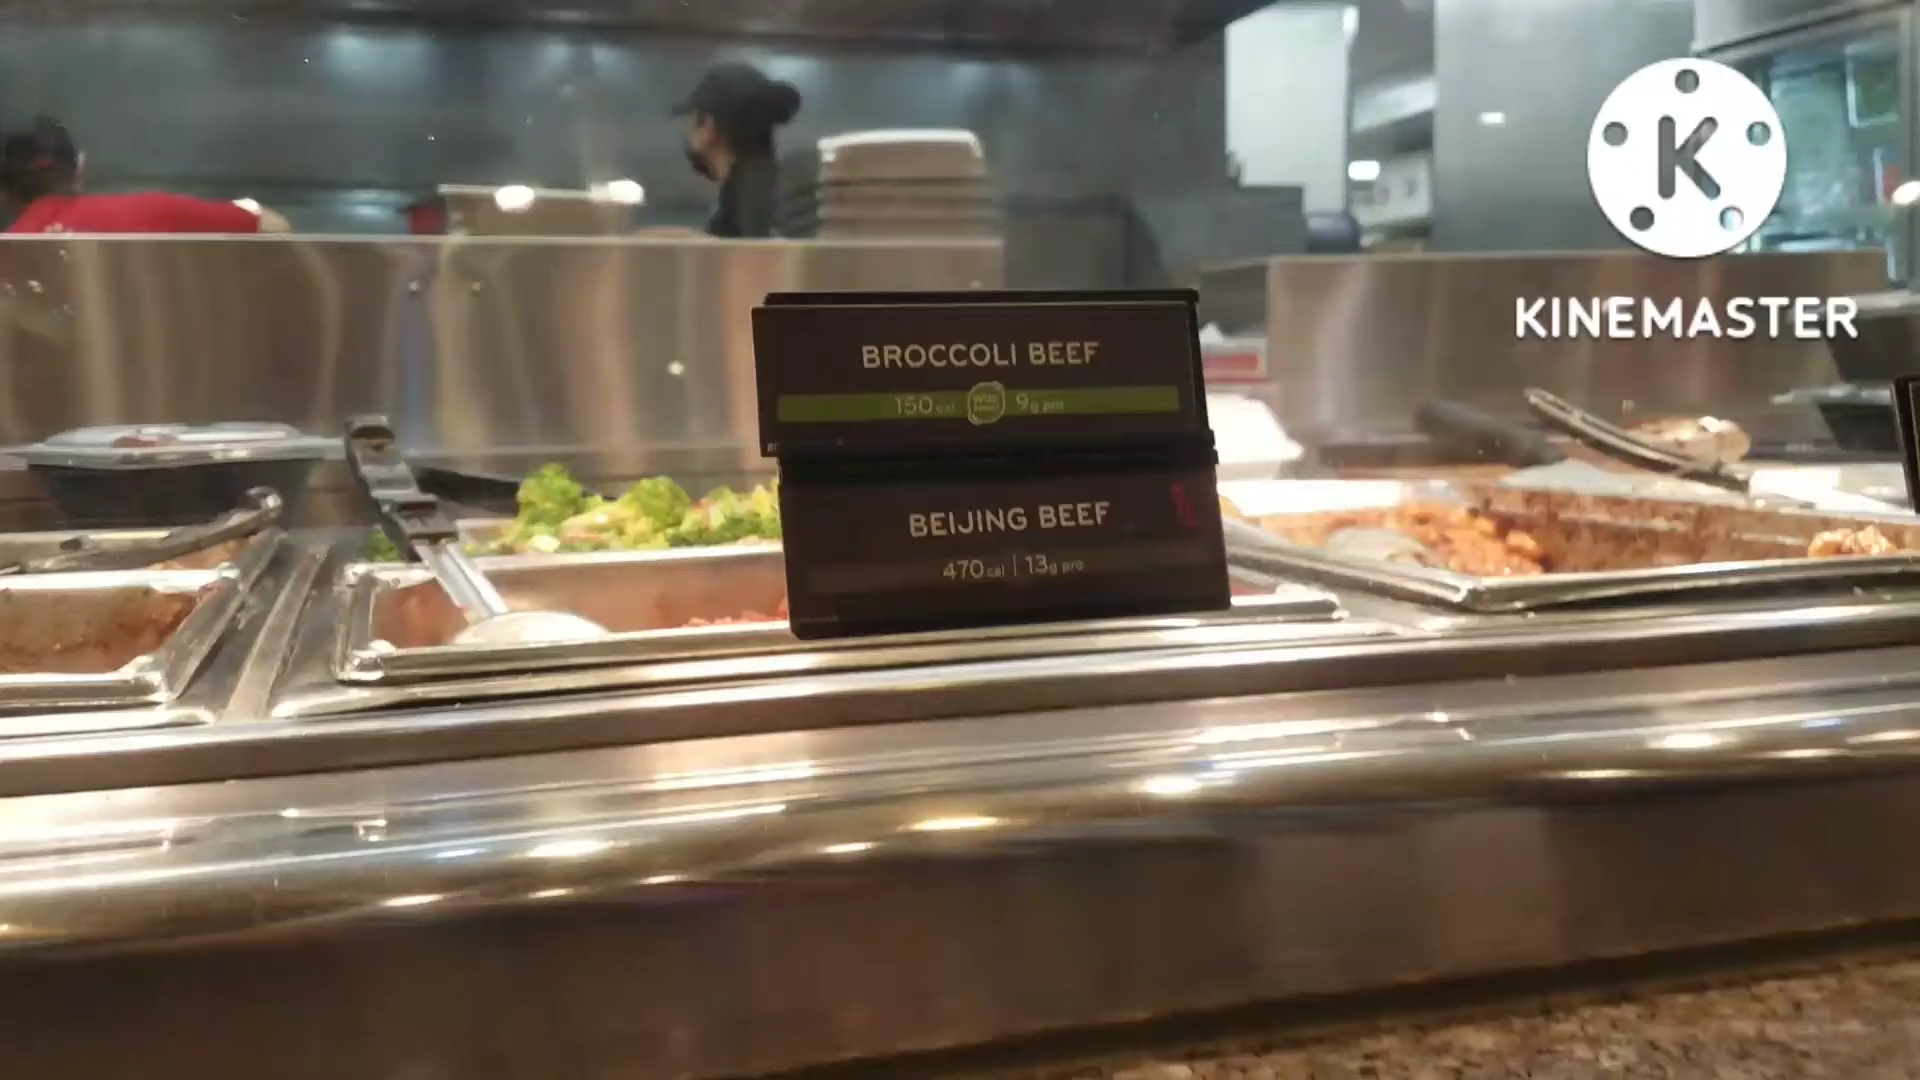 BROCCOLI BEEF
150 cal
9g pro
BEIJING BEEF
470 cal | 13g pro
K
KINEMASTER